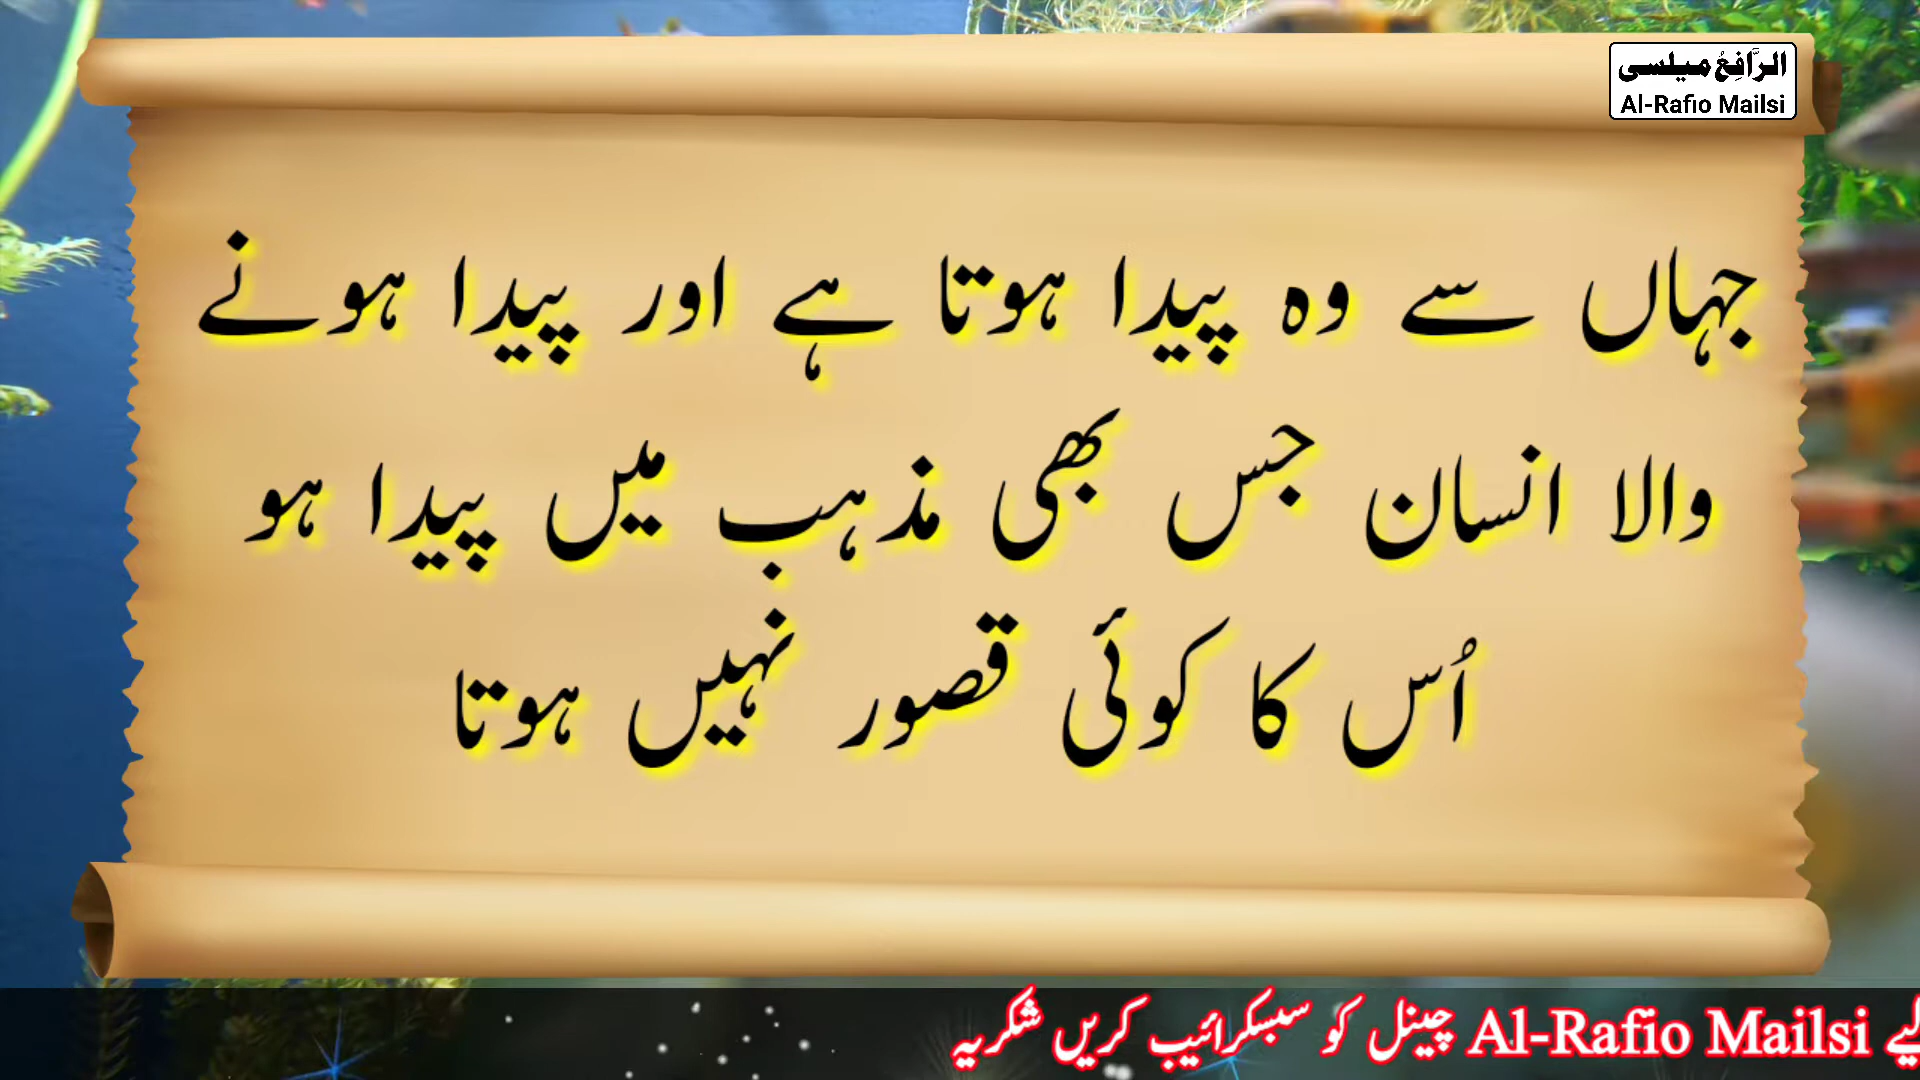 الرَّافِعُ میلسی
Al-Rafio Mailsi
جہاں سے وہ پیدا ہوتا ہے اور پیدا ہونے
والا انسان جس بھی مذہب میں پیدا ہو
اُس کا کوئی قصور نہیں ہوتا
Al-Rafio Mailsi چینل کو سبسکرائیب کریں شکریہ